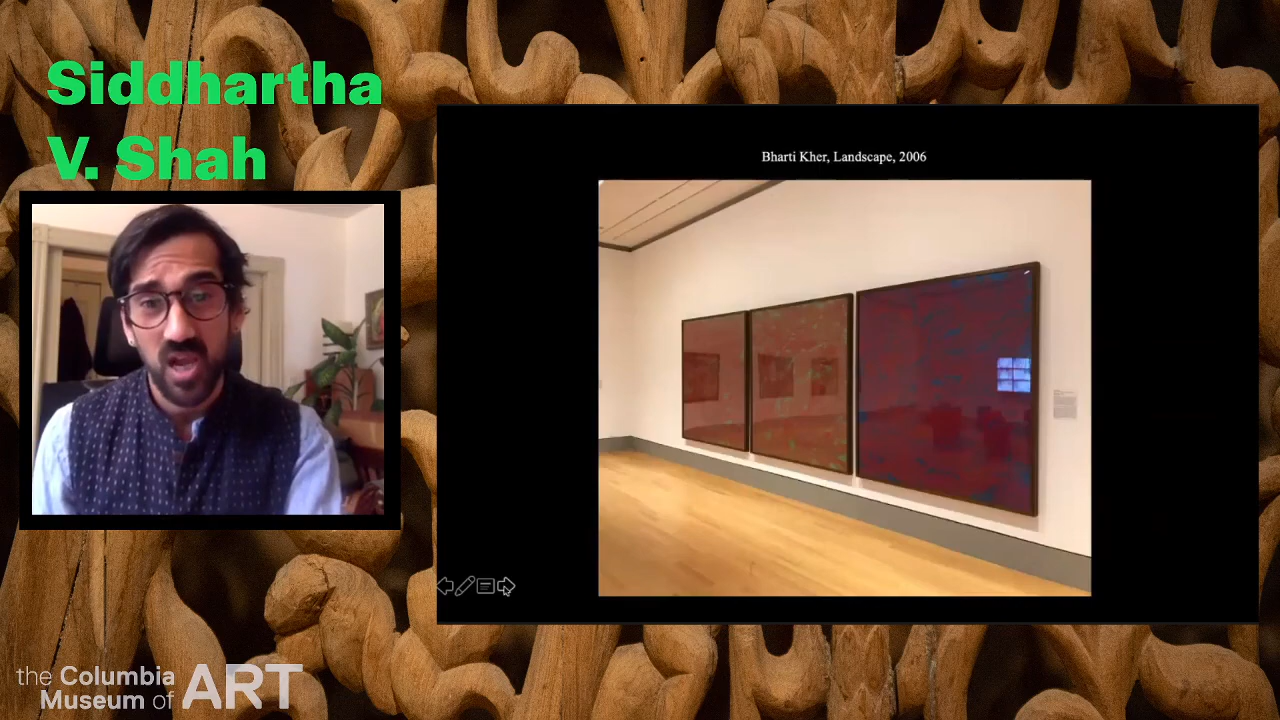 Siddhartha
V. Shah
Bharti Kher, Landscape, 2006
the Columbia
Museum of ART